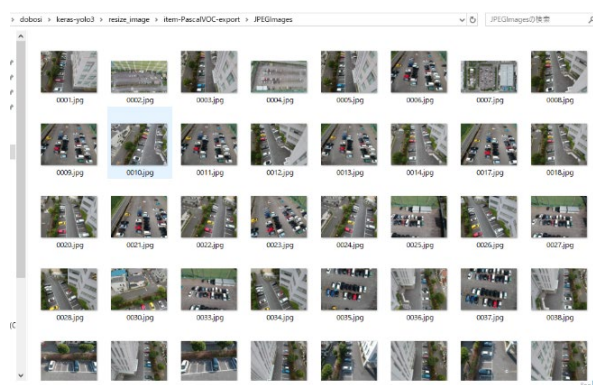 › dobosi › keras-yolo3 › resize_image › item-PascalVOC-export › JPEGImages
JPEGImagesの検索
0001.jpg 0002.jpg 0003.jpg 0004.jpg 0005.jpg 0006.jpg 0007.jpg 0008.jpg
0009.jpg 0010.jpg 0011.jpg 0012.jpg 0013.jpg 0014.jpg 0017.jpg 0018.jpg
0020.jpg 0021.jpg 0022.jpg 0023.jpg 0024.jpg 0025.jpg 0026.jpg 0027.jpg
0028.jpg 0030.jpg 0033.jpg 0034.jpg 0035.jpg 0036.jpg 0037.jpg 0038.jpg